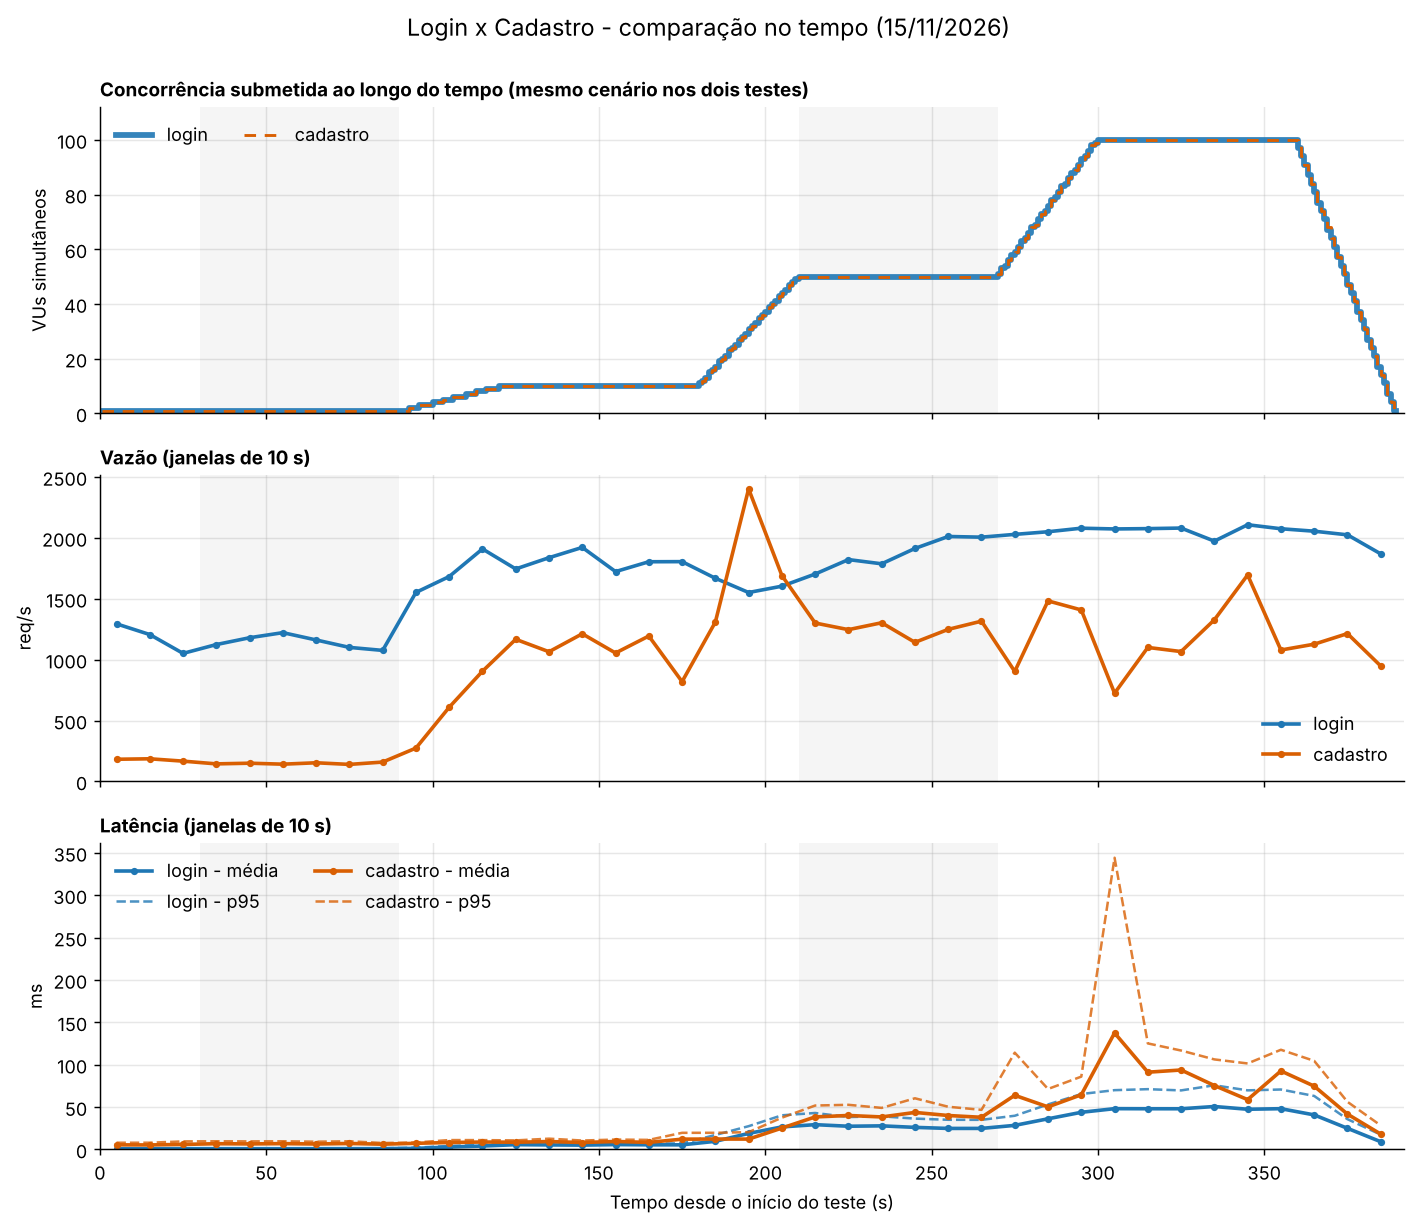 Login x Cadastro - comparação no tempo (15/11/2026)
Concorrência submetida ao longo do tempo (mesmo cenário nos dois testes)
login
cadastro
VUs simultâneos
100
80
60
40
20
0
Vazão (janelas de 10 s)
req/s
2500
2000
1500
1000
500
0
login
cadastro
Latência (janelas de 10 s)
login - média
cadastro - média
login - p95
cadastro - p95
ms
350
300
250
200
150
100
50
0
0 50 100 150 200 250 300 350
Tempo desde o início do teste (s)